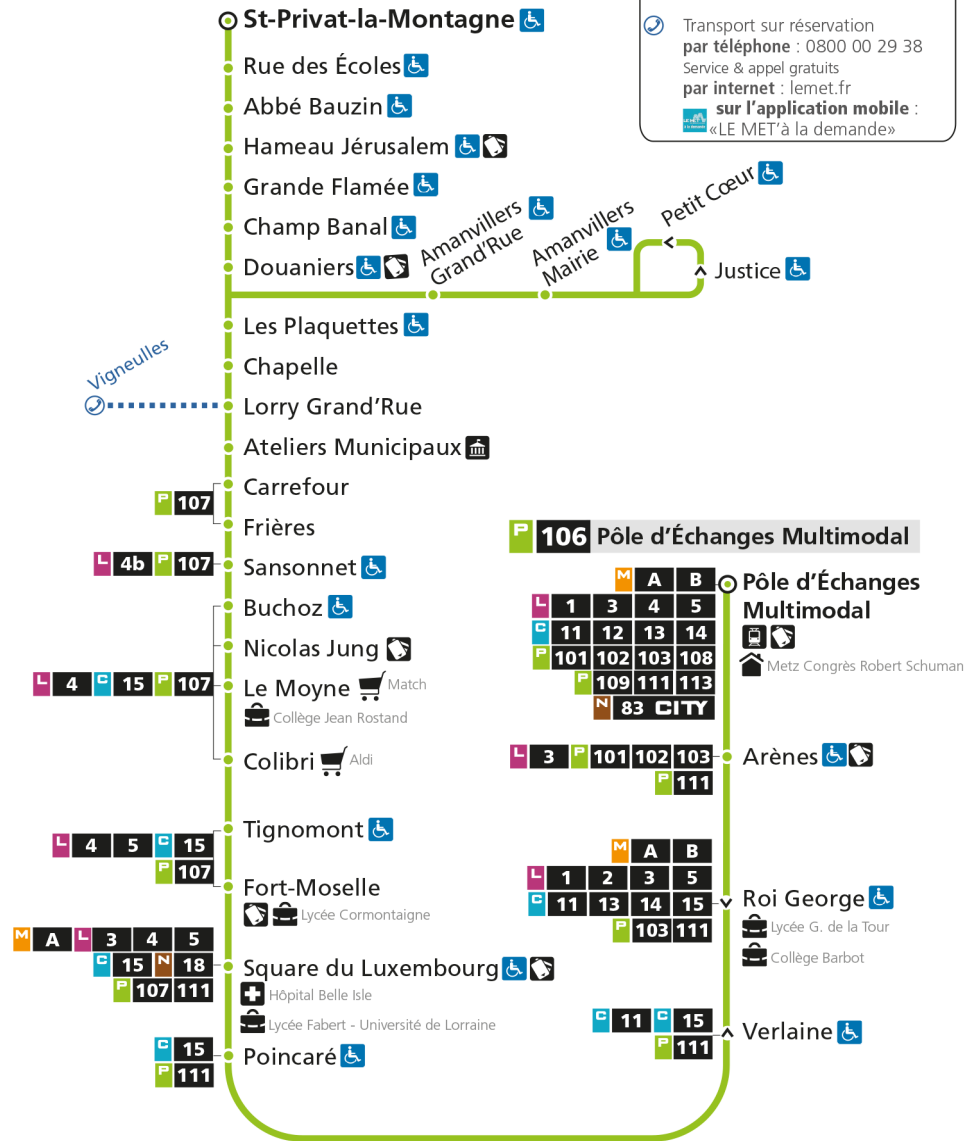 St-Privat-la-Montagne
Rue des Écoles
Abbé Bauzin
Hameau Jérusalem
Grande Flamée
Champ Banal
Douaniers
Transport sur réservation
par téléphone : 0800 00 29 38
Service & appel gratuits
par internet : lemet.fr
sur l'application mobile :
«LE MET'à la demande»
Amanvillers
Grand'Rue
Amanvillers
Mairie
Petit Cœur
Justice
Les Plaquettes
Chapelle
Vigneulles
Lorry Grand'Rue
Ateliers Municipaux
Carrefour
P 107
Frières
L 4b P 107
Sansonnet
Buchoz
Nicolas Jung
L 4 C 15 P 107
Le Moyne Match
Collège Jean Rostand
Colibri Aldi
Tignomont
L 4 5 C 15
P 107
Fort-Moselle
Lycée Cormontaigne
M A L 3 4 5
C 15 N 18
P 107 111
Square du Luxembourg
Hôpital Belle Isle
Lycée Fabert - Université de Lorraine
C 15
P 111
Poincaré
P 106 Pôle d'Échanges Multimodal
M A B
L 1 3 4 5
C 11 12 13 14
P 101 102 103 108
P 109 111 113
N 83 CITY
Pôle d'Échanges
Multimodal
Metz Congrès Robert Schuman
L 3 P 101 102 103
P 111
Arènes
M A B
L 1 2 3 5
C 11 13 14 15
P 103 111
Roi George
Lycée G. de la Tour
Collège Barbot
C 11 C 15
P 111
Verlaine